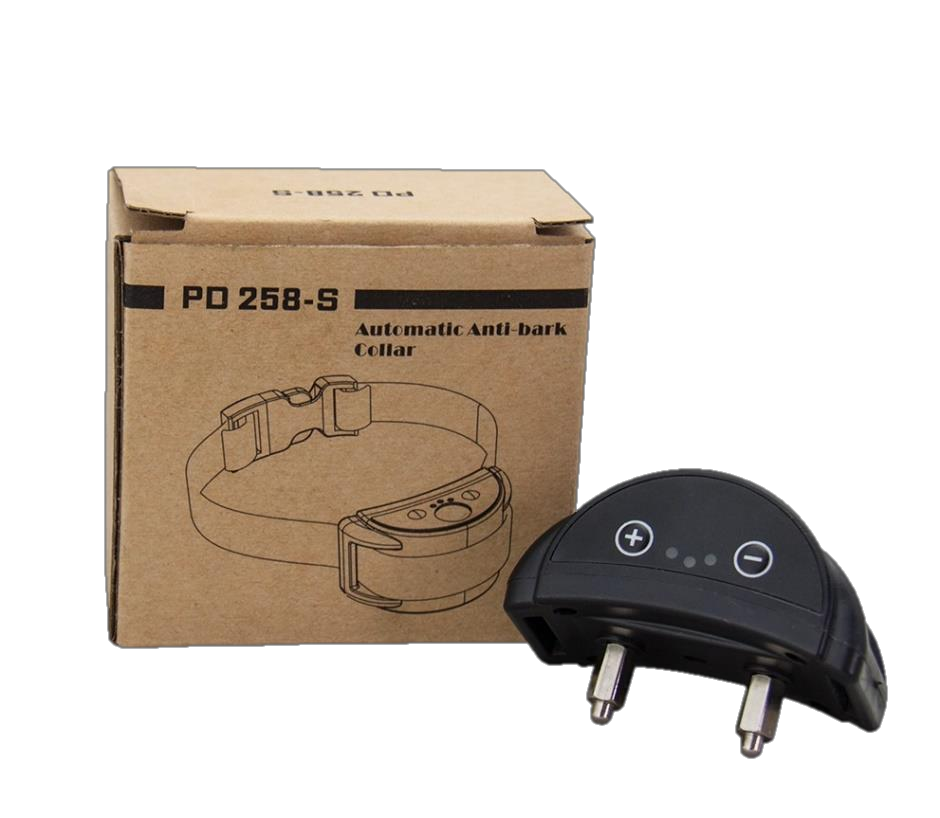 PD 258-S
PD 258-S
Automatic Anti-bark
Collar
+
−